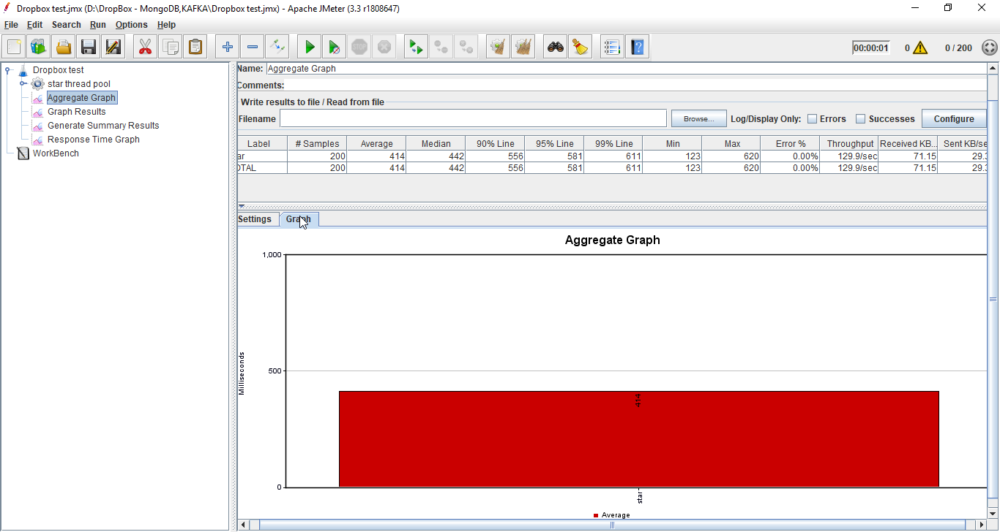 Dropbox test.jmx (D:\DropBox - MongoDB,KAFKA\Dropbox test.jmx) - Apache JMeter (3.3 r1808647)
File Edit Search Run Options Help
00:00:01 0 0 / 200
Dropbox test
star thread pool
Aggregate Graph
Graph Results
Generate Summary Results
Response Time Graph
WorkBench
Name: Aggregate Graph
Comments:
Write results to file / Read from file
Filename Browse... Log/Display Only: Errors Successes Configure
Label # Samples Average Median 90% Line 95% Line 99% Line Min Max Error % Throughput Received KB... Sent KB/se
ar 200 414 442 556 581 611 123 620 0.00% 129.9/sec 71.15 29.3
OTAL 200 414 442 556 581 611 123 620 0.00% 129.9/sec 71.15 29.3
Settings Graph
Aggregate Graph
1,000
500
0
Milliseconds
414
star
Average